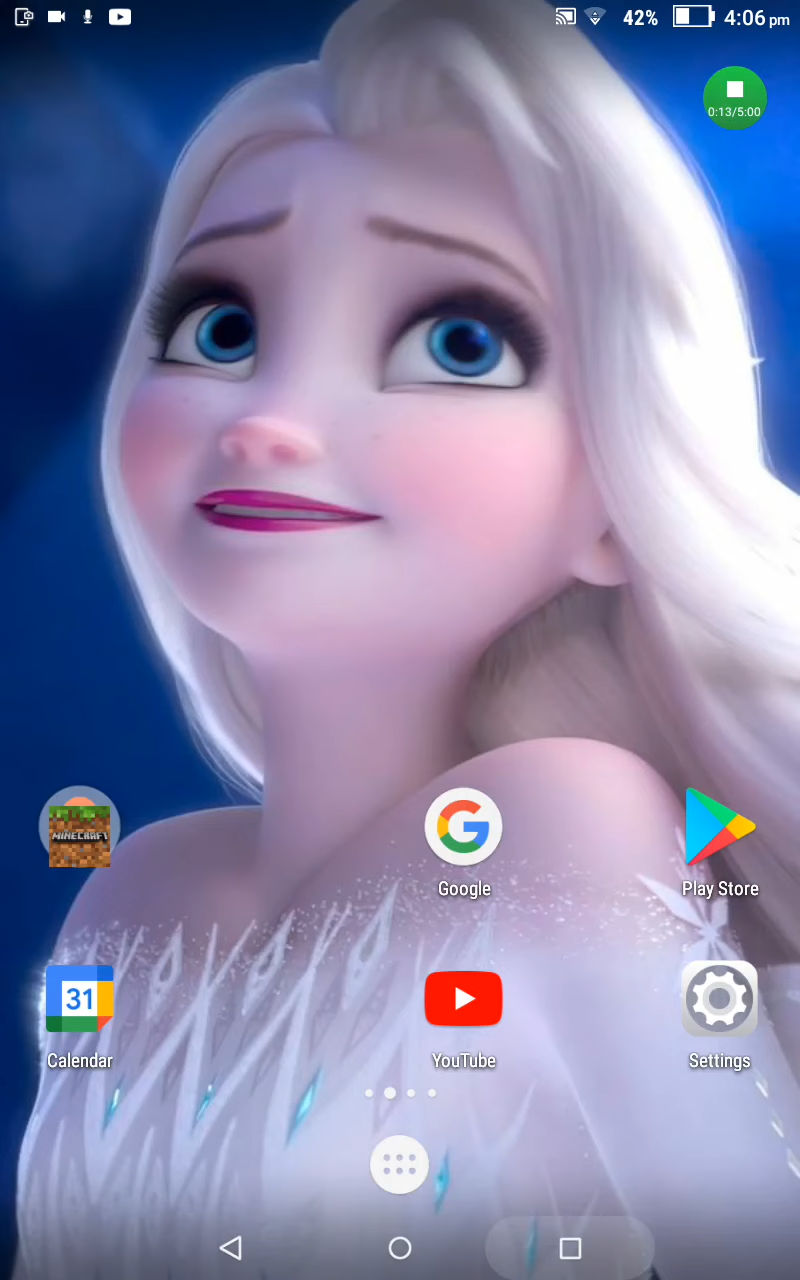 42%
4:06 pm
0:13/5:00
MINECRAFT
G
Google
Play Store
31
Calendar
YouTube
Settings